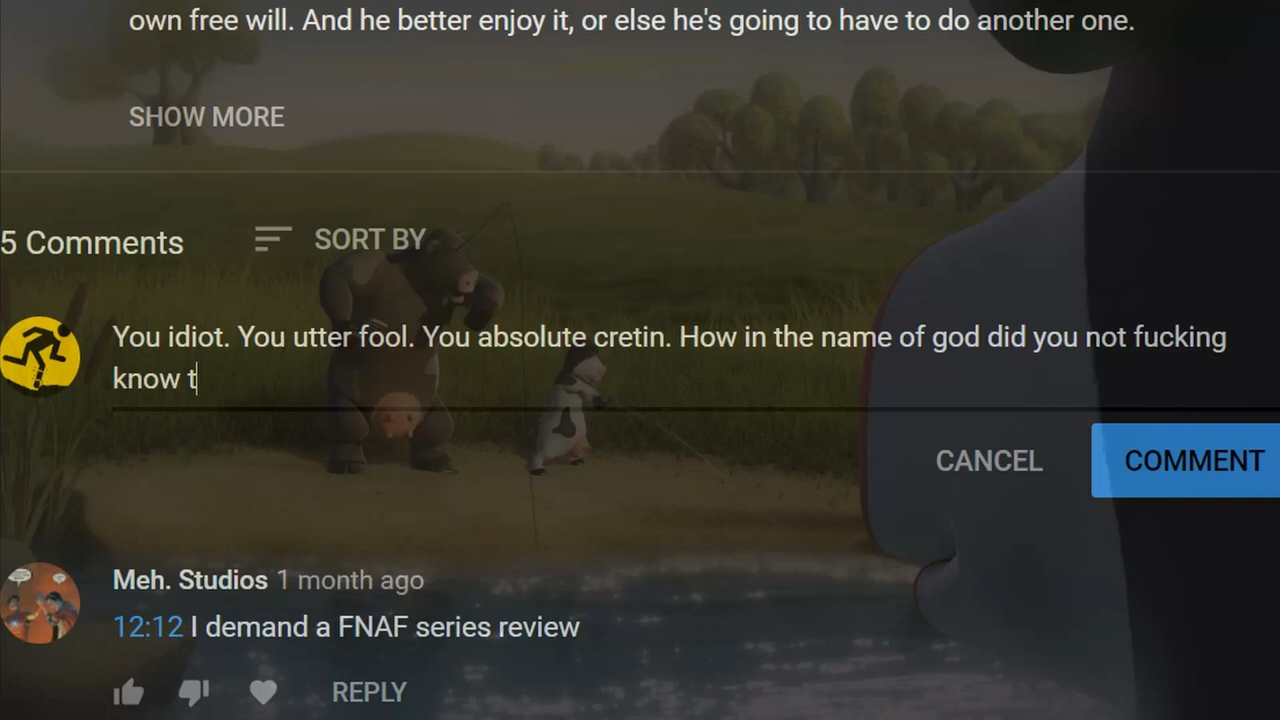 own free will. And he better enjoy it, or else he's going to have to do another one.
SHOW MORE
5 Comments
SORT BY
You idiot. You utter fool. You absolute cretin. How in the name of god did you not fucking
know t
CANCEL
COMMENT
Meh. Studios 1 month ago
12:12 I demand a FNAF series review
REPLY